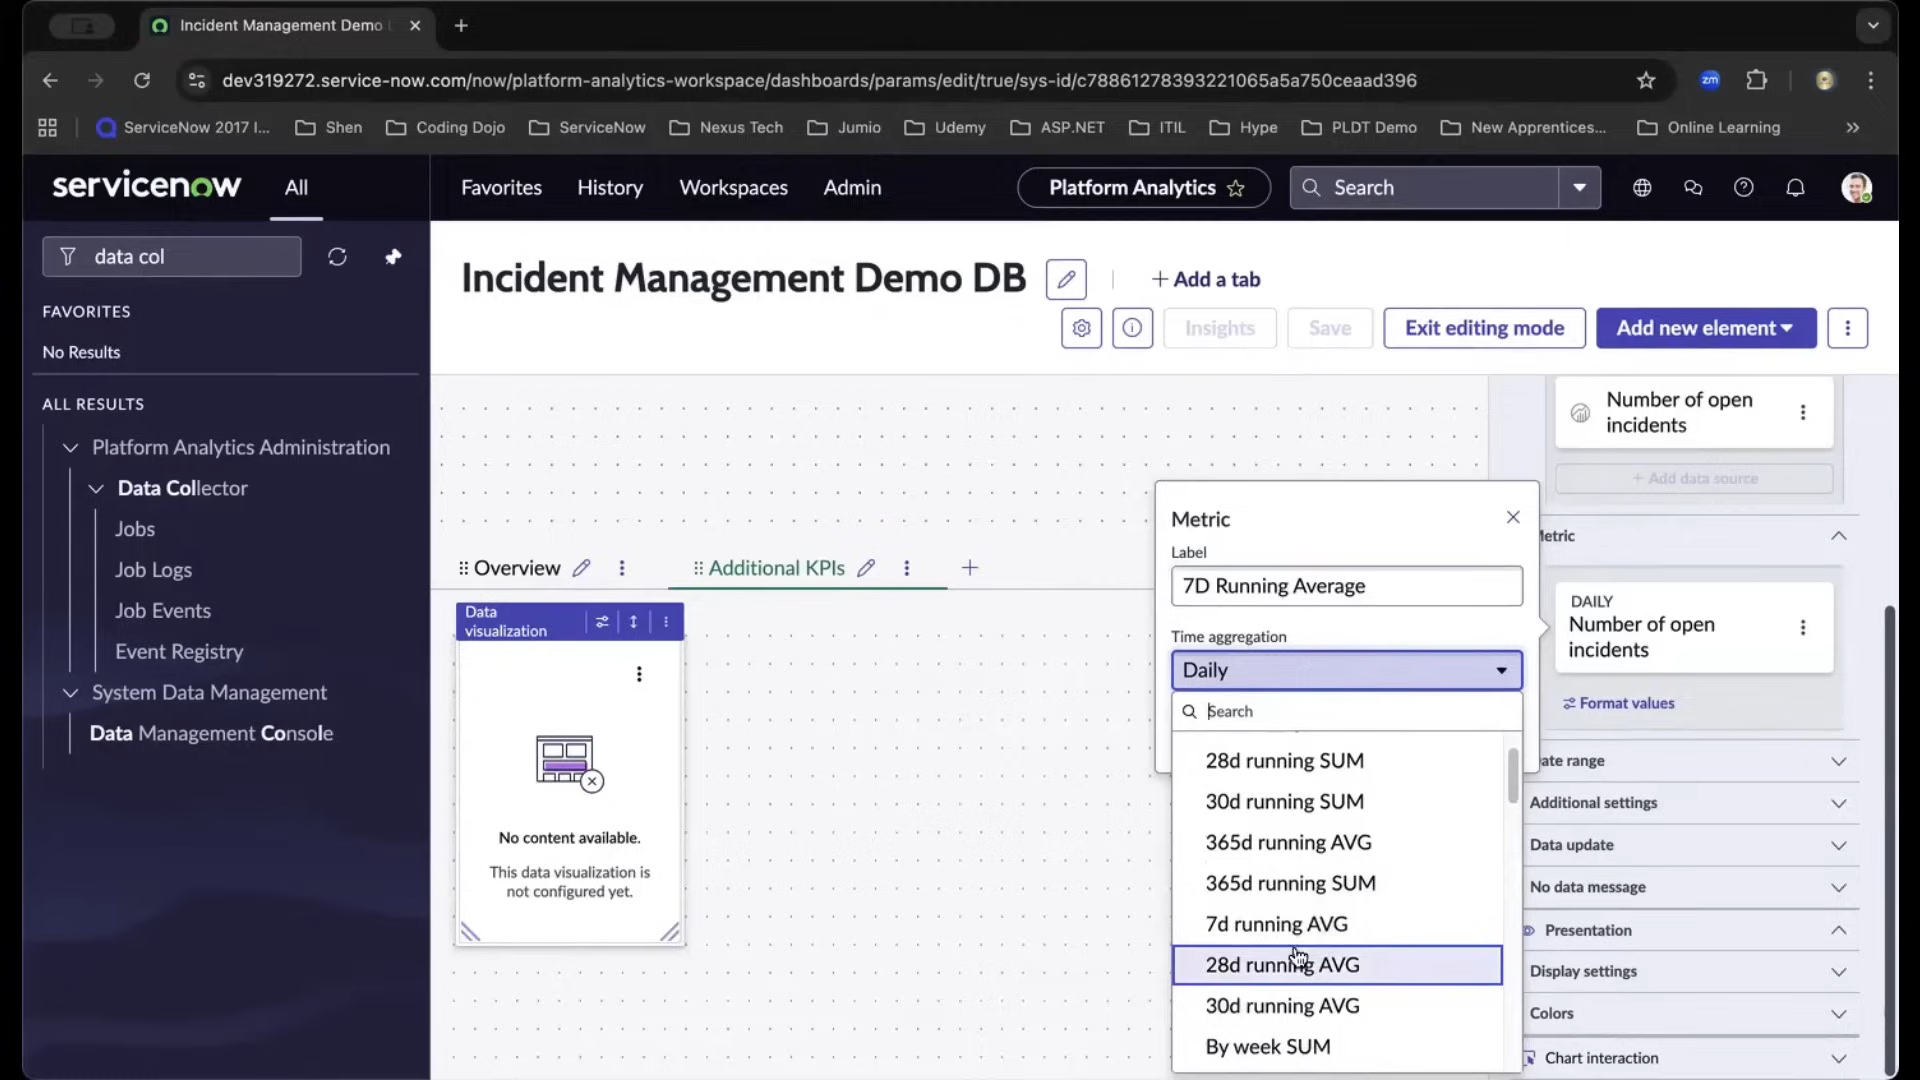 Incident Management Demo
dev319272.service-now.com/now/platform-analytics-workspace/dashboards/params/edit/true/sys-id/c78861278393221065a5a750ceaad396
zm
ServiceNow 2017 I...
Shen
Coding Dojo
ServiceNow
Nexus Tech
Jumio
Udemy
ASP.NET
ITIL
Hype
PLDT Demo
New Apprentices...
Online Learning
servicenow
All
Favorites
History
Workspaces
Admin
Platform Analytics
Search
data col
FAVORITES
No Results
ALL RESULTS
Platform Analytics Administration
Data Collector
Jobs
Job Logs
Job Events
Event Registry
System Data Management
Data Management Console
Incident Management Demo DB
+ Add a tab
Insights
Save
Exit editing mode
Add new element
Overview
Additional KPIs
Data
visualization
No content available.
This data visualization is
not configured yet.
Metric
Label
7D Running Average
Time aggregation
Daily
Search
28d running SUM
30d running SUM
365d running AVG
365d running SUM
7d running AVG
28d running AVG
30d running AVG
By week SUM
Number of open
incidents
+ Add data source
etric
DAILY
Number of open
incidents
Format values
ate range
Additional settings
Data update
No data message
Presentation
Display settings
Colors
Chart interaction